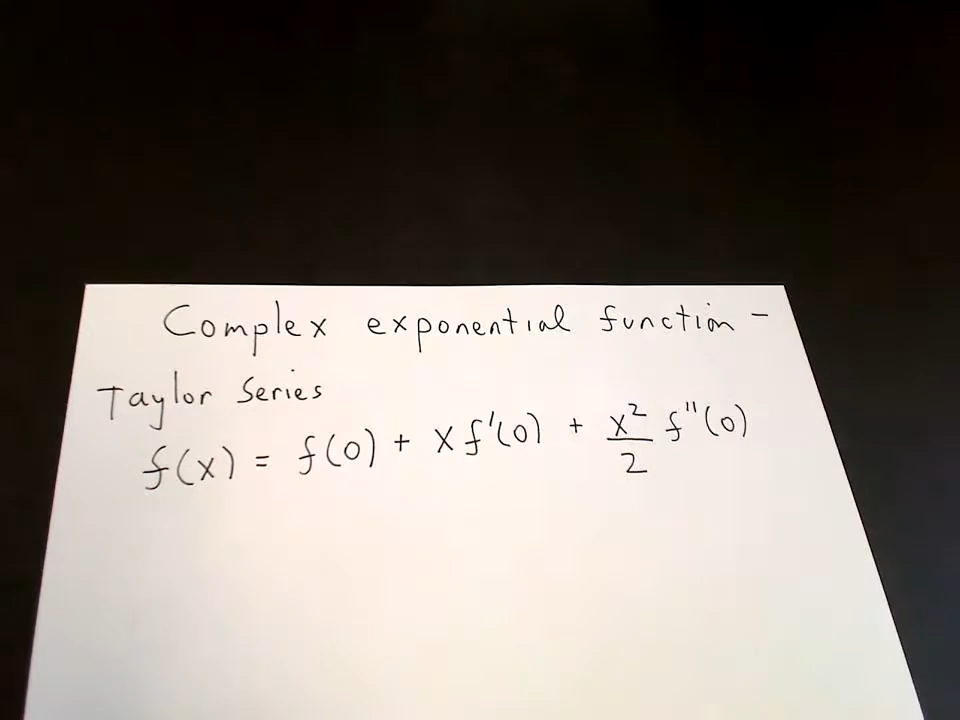 Complex exponential function -
Taylor Series
f(x) = f(0) + x f'(0) + x²/2 f"(0)